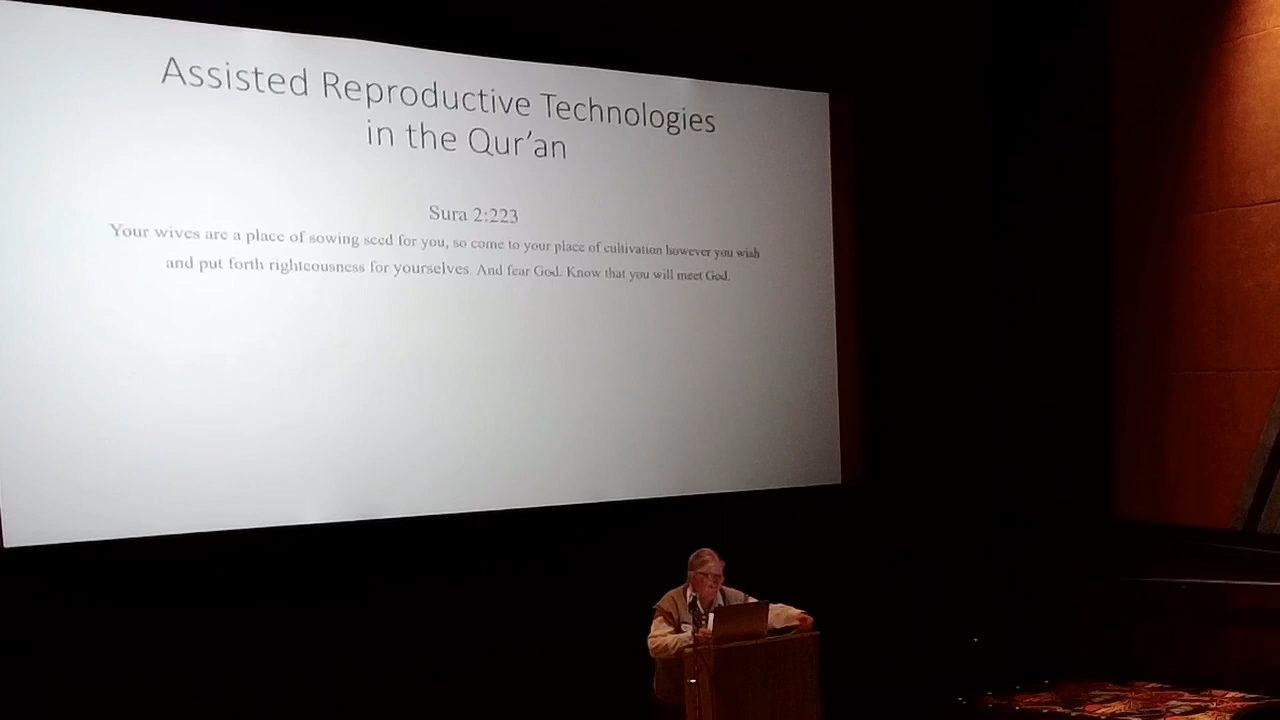 Assisted Reproductive Technologies
in the Qur’an
Sura 2:223
Your wives are a place of sowing seed for you, so come to your place of cultivation however you wish
and put forth righteousness for yourselves. And fear God. Know that you will meet God.